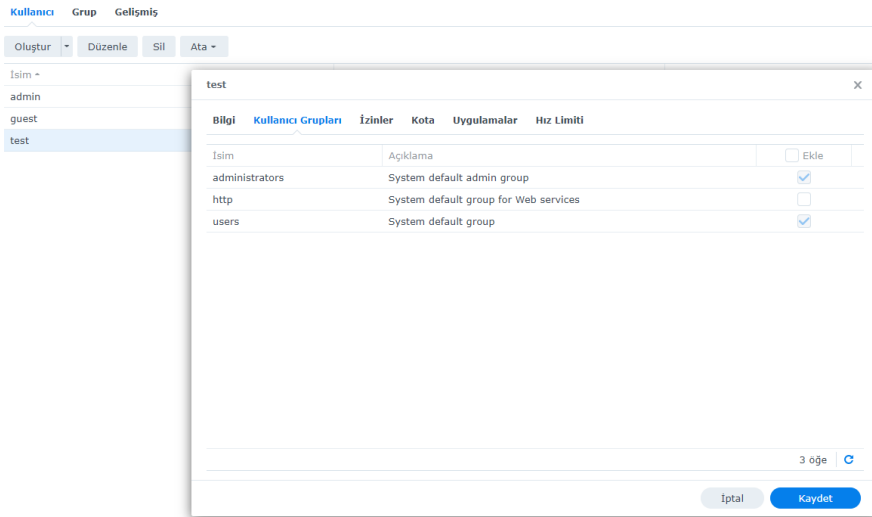 Kullanıcı Grup Gelişmiş
Oluştur Düzenle Sil Ata
İsim
admin
guest
test
test
Bilgi Kullanıcı Grupları İzinler Kota Uygulamalar Hız Limiti
İsim Açıklama Ekle
administrators System default admin group
http System default group for Web services
users System default group
3 öğe
İptal Kaydet